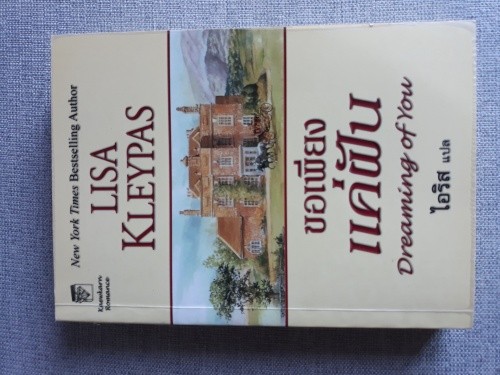 New York Times Bestselling Author
LISA
KLEYPAS
ขอเพียง
แค่ฝัน
Dreaming of You
ไอริส แปล
Romance